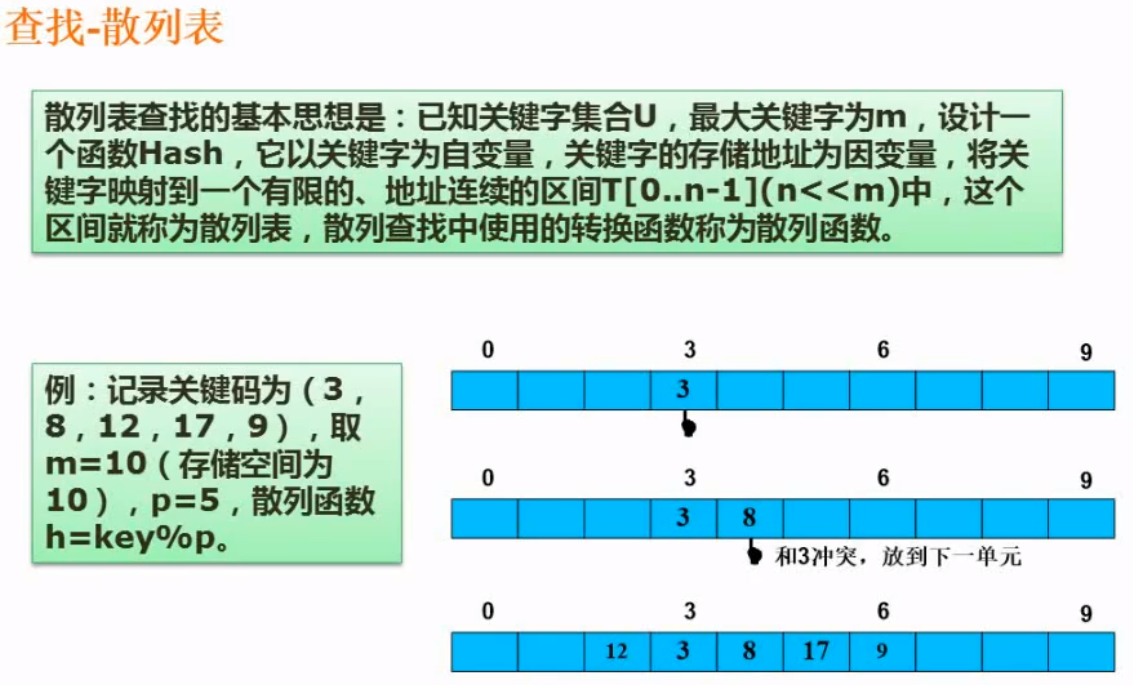 查找-散列表
散列表查找的基本思想是：已知关键字集合U，最大关键字为m，设计一
个函数Hash，它以关键字为自变量，关键字的存储地址为因变量，将关
键字映射到一个有限的、地址连续的区间T[0..n-1](n<<m)中，这个
区间就称为散列表，散列查找中使用的转换函数称为散列函数。
例：记录关键码为（3，
8，12，17，9），取
m=10（存储空间为
10），p=5，散列函数
h=key%p。
0 3 6 9
3
0 3 6 9
3 8
和3冲突，放到下一单元
0 3 6 9
12 3 8 17 9